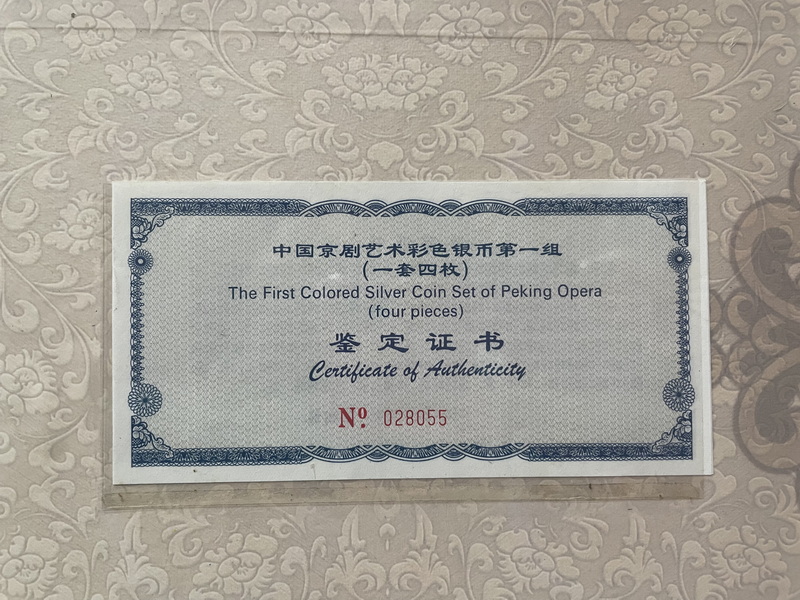 中国京剧艺术彩色银币第一组
(一套四枚)
The First Colored Silver Coin Set of Peking Opera
(four pieces)
鉴定证书
Certificate of Authenticity
Nº 028055